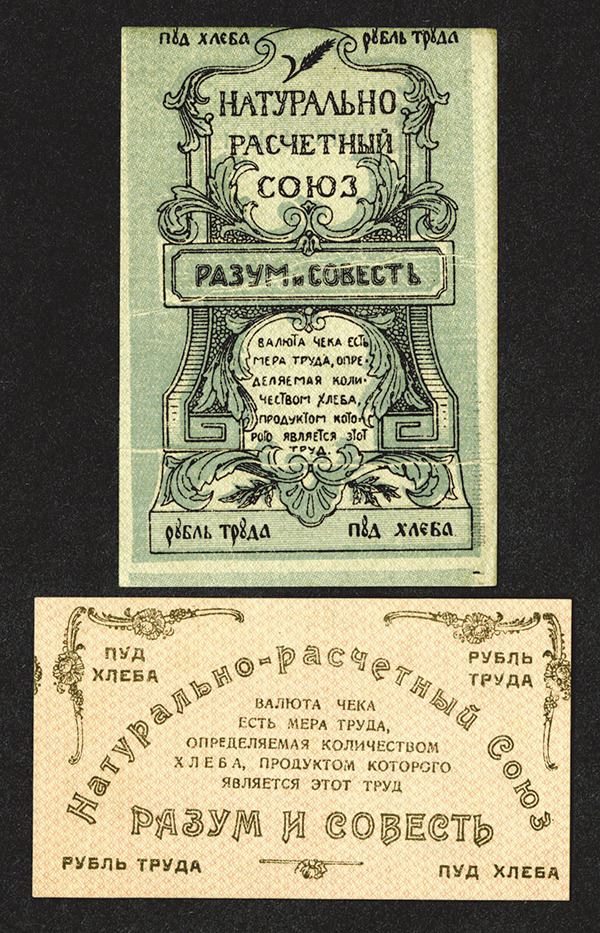 ПУД ХЛЕБА РУБЛЬ ТРУДА
НАТУРАЛЬНО
РАСЧЕТНЫЙ
СОЮЗ
РАЗУМ И СОВЕСТЬ
ВАЛЮТА ЧЕКА ЕСТЬ
МЕРА ТРУДА, ОПРЕ-
ДЕЛЯЕМАЯ КОЛИ-
ЧЕСТВОМ ХЛЕБА,
ПРОДУКТОМ КОТО-
РОГО ЯВЛЯЕТСЯ ЭТОТ
ТРУД.
РУБЛЬ ТРУДА ПУД ХЛЕБА
ПУД
ХЛЕБА
РУБЛЬ
ТРУДА
Натурально-расчетный Союз
ВАЛЮТА ЧЕКА
ЕСТЬ МЕРА ТРУДА,
ОПРЕДЕЛЯЕМАЯ КОЛИЧЕСТВОМ
ХЛЕБА, ПРОДУКТОМ КОТОРОГО
ЯВЛЯЕТСЯ ЭТОТ ТРУД
РАЗУМ И СОВЕСТЬ
РУБЛЬ ТРУДА ПУД ХЛЕБА